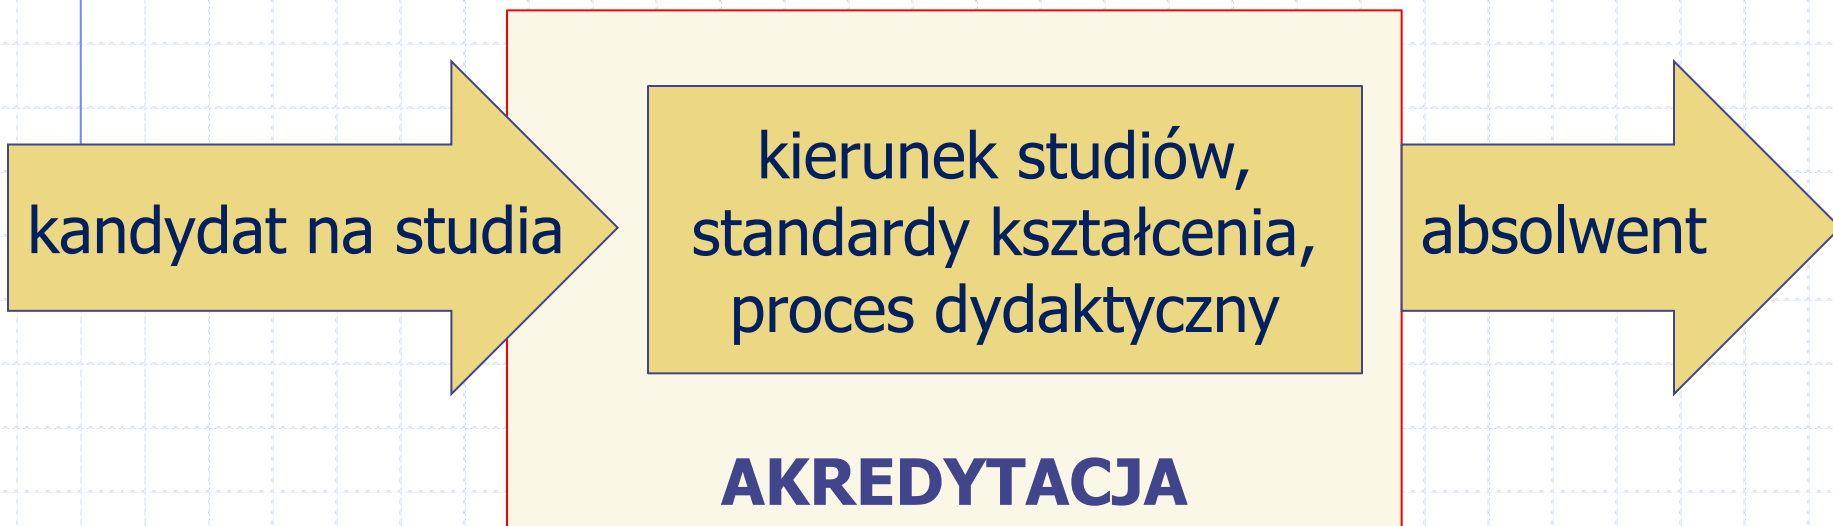 kandydat na studia
kierunek studiów,
standardy kształcenia,
proces dydaktyczny
absolwent
AKREDYTACJA